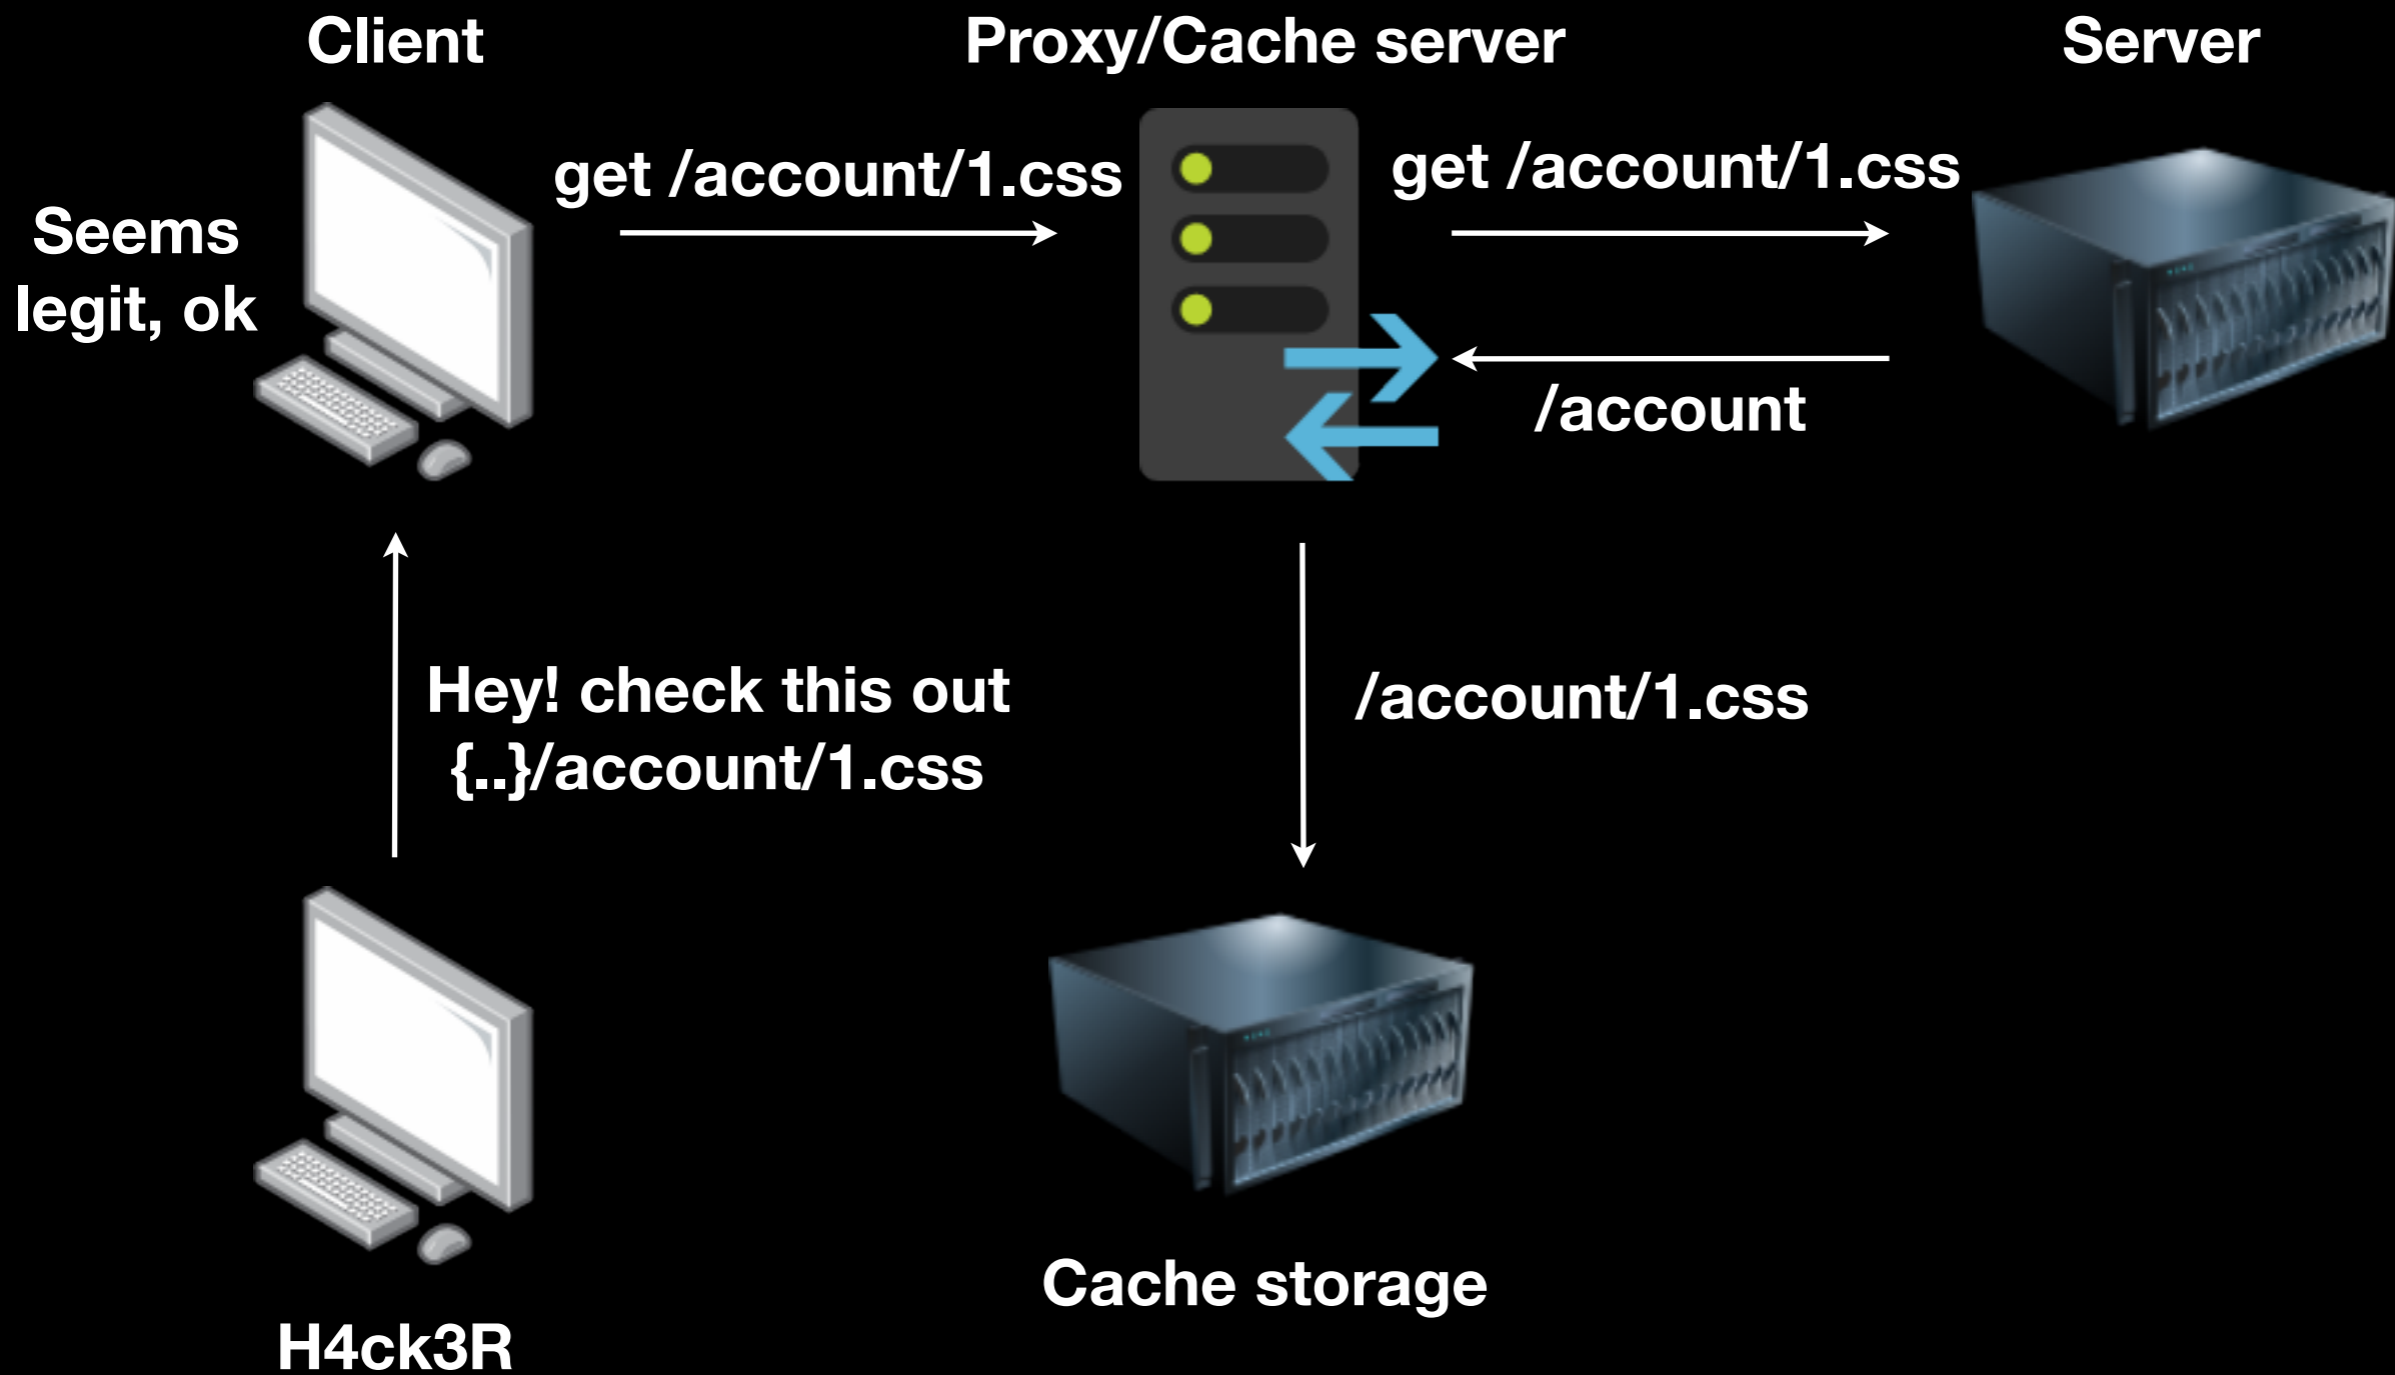 Client
Proxy/Cache server
Server
get /account/1.css
get /account/1.css
Seems
legit, ok
/account
Hey! check this out
{..}/account/1.css
/account/1.css
Cache storage
H4ck3R